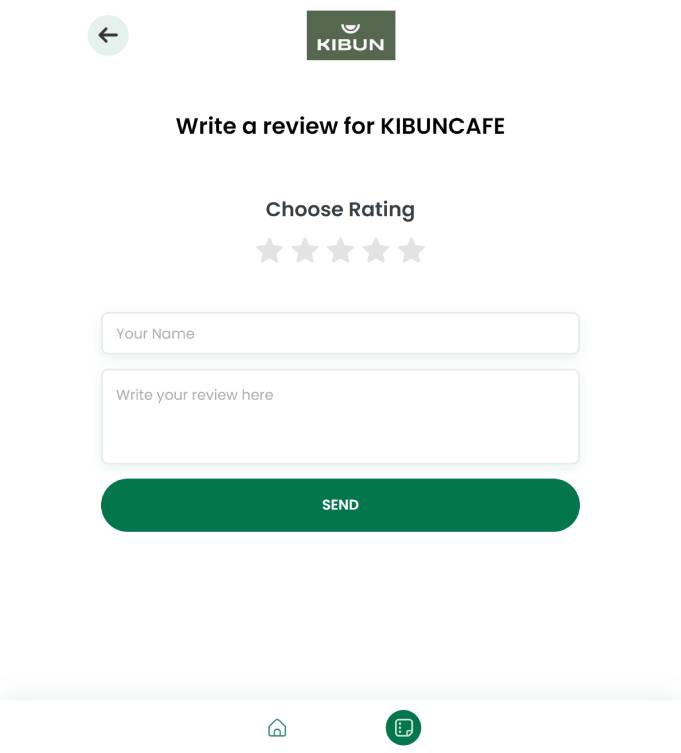 KIBUN
Write a review for KIBUNCAFE
Choose Rating
Your Name
Write your review here
SEND